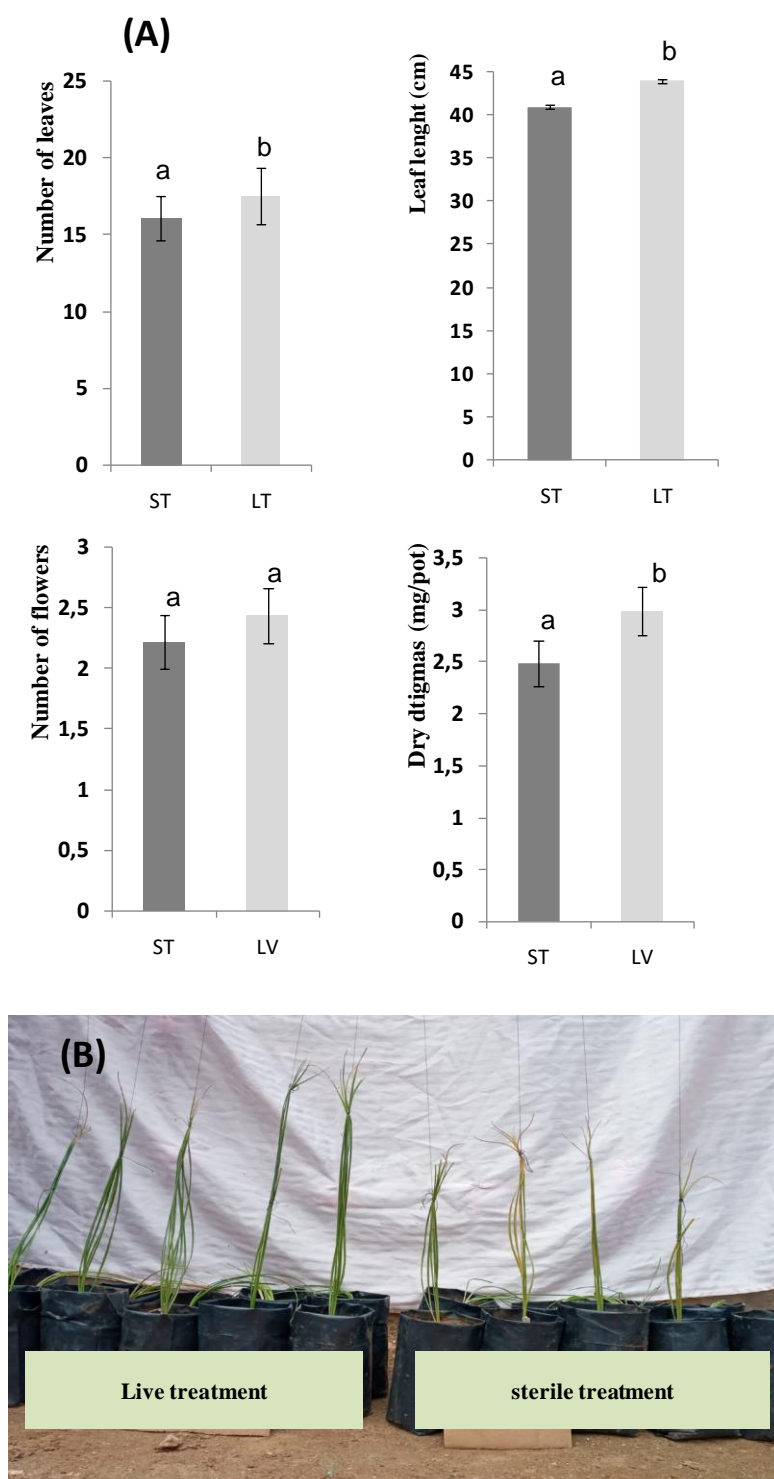 (A)
Number of leaves
25
20
15
10
5
0
a
b
ST
LT
Leaf lenght (cm)
45
40
35
30
25
20
15
10
5
0
a
b
ST
LT
Number of flowers
3
2,5
2
1,5
1
0,5
0
a
a
ST
LV
Dry dtigmas (mg/pot)
3,5
3
2,5
2
1,5
1
0,5
0
a
b
ST
LV
(B)
Live treatment
sterile treatment